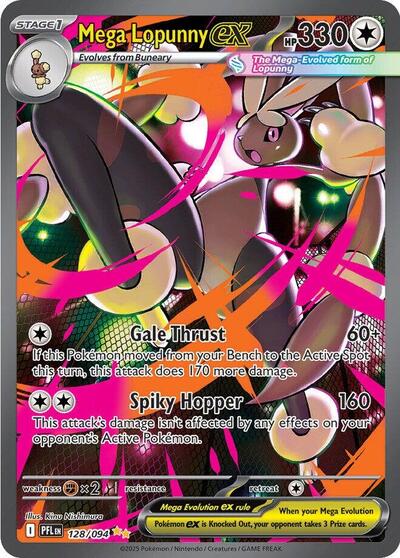 STAGE 1 Mega Lopunny ex HP 330
Evolves from Buneary
The Mega-Evolved form of
Lopunny
Gale Thrust 60+
If this Pokémon moved from your Bench to the Active Spot
this turn, this attack does 170 more damage.
Spiky Hopper 160
This attack's damage isn't affected by any effects on your
opponent's Active Pokémon.
weakness ×2 resistance retreat
Illus. Kinu Nishimura
Mega Evolution ex rule
When your Mega Evolution
Pokémon ex is Knocked Out, your opponent takes 3 Prize cards.
I PFL EN 128/094
©2025 Pokémon / Nintendo / Creatures / GAME FREAK